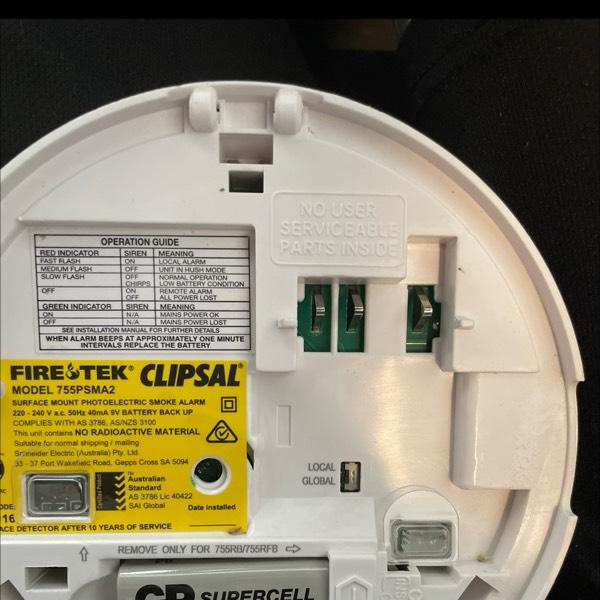 NO USER
SERVICEABLE
PARTS INSIDE
OPERATION GUIDE
RED INDICATOR SIREN MEANING
FAST FLASH ON LOCAL ALARM
MEDIUM FLASH OFF UNIT IN HUSH MODE
SLOW FLASH OFF NORMAL OPERATION
CHIRPS LOW BATTERY CONDITION
OFF ON REMOTE ALARM
OFF ALL POWER LOST
GREEN INDICATOR SIREN MEANING
ON N/A MAINS POWER OK
OFF N/A MAINS POWER LOST
SEE INSTALLATION MANUAL FOR FURTHER DETAILS
WHEN ALARM BEEPS AT APPROXIMATELY ONE MINUTE
INTERVALS REPLACE THE BATTERY
FIRETEK® CLIPSAL®
MODEL 755PSMA2
SURFACE MOUNT PHOTOELECTRIC SMOKE ALARM
220 - 240 V a.c. 50Hz 40mA 9V BATTERY BACK UP
COMPLIES WITH AS 3786, AS/NZS 3100
This unit contains NO RADIOACTIVE MATERIAL
Suitable for normal shipping / mailing
Schneider Electric (Australia) Pty. Ltd.
33 - 37 Port Wakefield Road, Gepps Cross SA 5094
Certified Product
™
Australian
Standard
AS 3786 Lic 40422
SAI Global
Date installed
DE:
16
ACE DETECTOR AFTER 10 YEARS OF SERVICE
LOCAL
GLOBAL
REMOVE ONLY FOR 755RB/755RFB
GP SUPERCELL